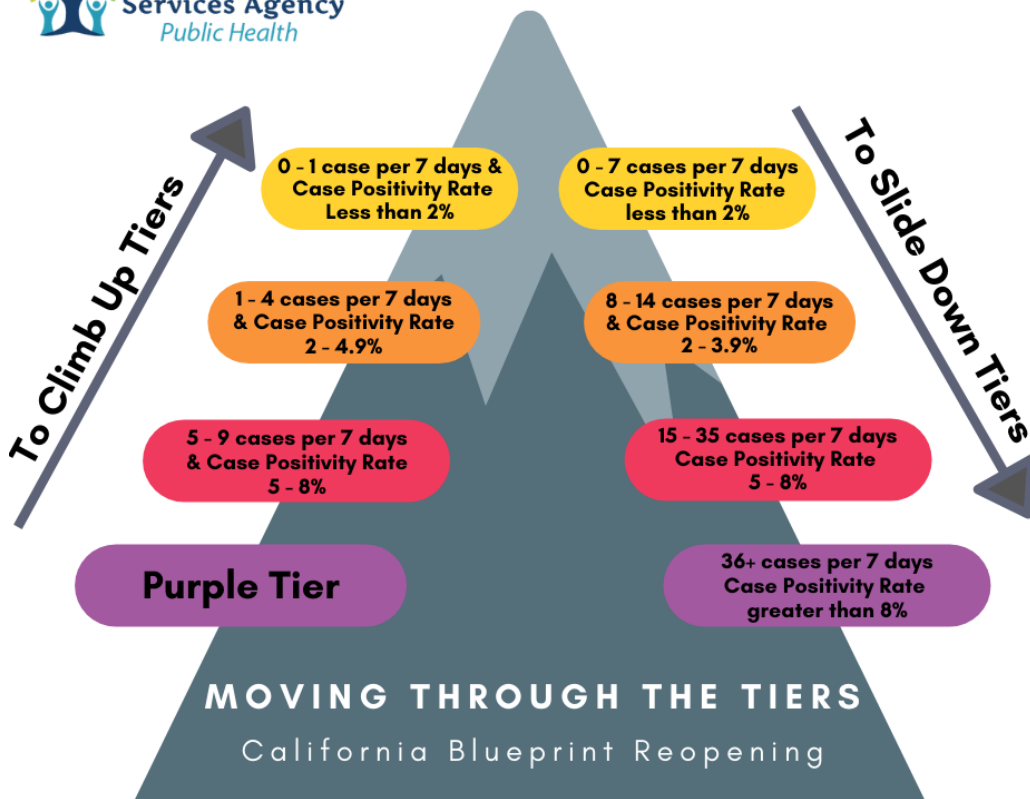 Services Agency
Public Health
To Climb Up Tiers
0 - 1 case per 7 days &
Case Positivity Rate
Less than 2%
1 - 4 cases per 7 days
& Case Positivity Rate
2 - 4.9%
5 - 9 cases per 7 days
& Case Positivity Rate
5 - 8%
Purple Tier
To Slide Down Tiers
0 - 7 cases per 7 days
Case Positivity Rate
less than 2%
8 - 14 cases per 7 days
& Case Positivity Rate
2 - 3.9%
15 - 35 cases per 7 days
Case Positivity Rate
5 - 8%
36+ cases per 7 days
Case Positivity Rate
greater than 8%
MOVING THROUGH THE TIERS
California Blueprint Reopening